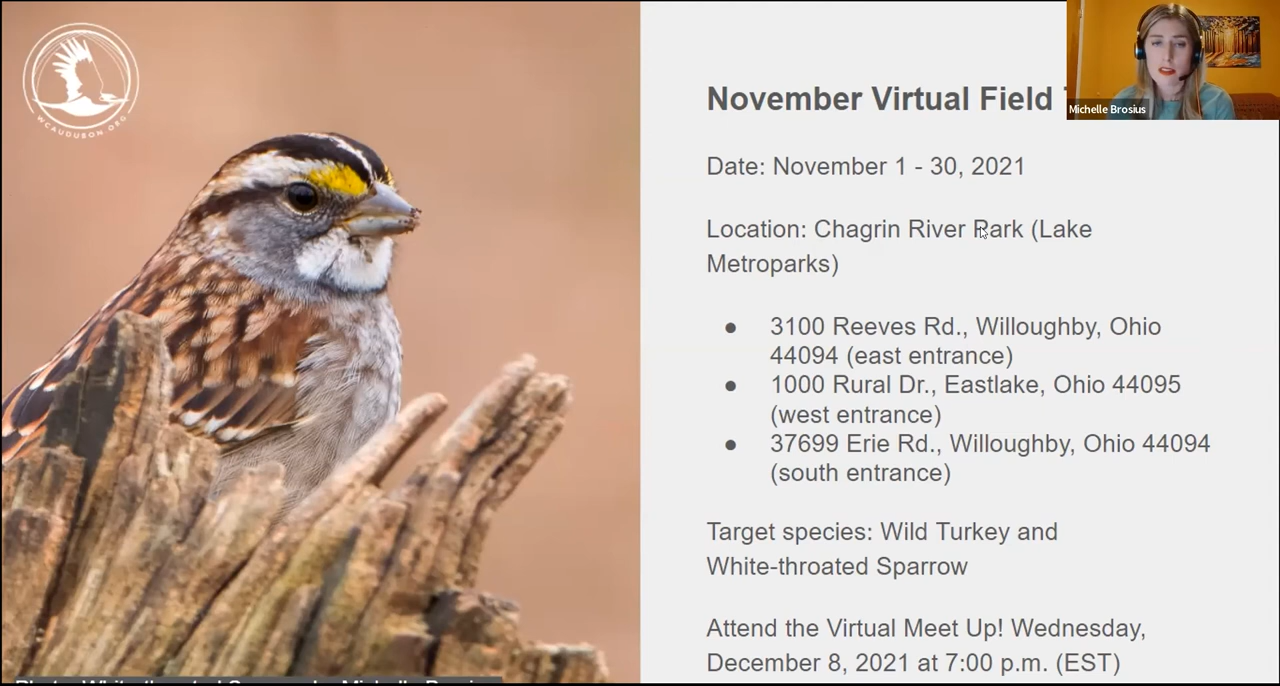 WCAUDUBON.ORG
November Virtual Field
Michelle Brosius
Date: November 1 - 30, 2021
Location: Chagrin River Park (Lake
Metroparks)
● 3100 Reeves Rd., Willoughby, Ohio
44094 (east entrance)
● 1000 Rural Dr., Eastlake, Ohio 44095
(west entrance)
● 37699 Erie Rd., Willoughby, Ohio 44094
(south entrance)
Target species: Wild Turkey and
White-throated Sparrow
Attend the Virtual Meet Up! Wednesday,
December 8, 2021 at 7:00 p.m. (EST)